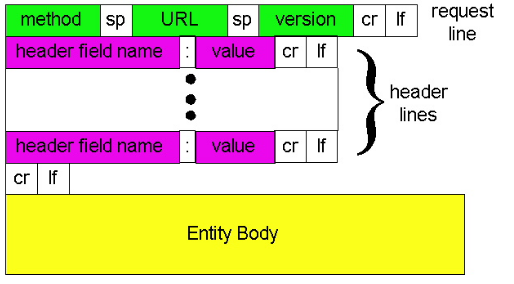 method sp URL sp version cr lf request line
header field name : value cr lf
header lines
header field name : value cr lf
cr lf
Entity Body